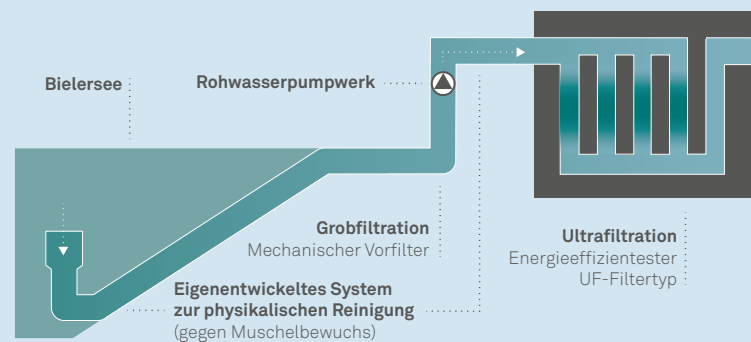 Bielersee
Rohwasserpumpwerk
Grobfiltration
Mechanischer Vorfilter
Ultrafiltration
Energieeffizientester
UF-Filtertyp
Eigenentwickeltes System
zur physikalischen Reinigung
(gegen Muschelbewuchs)